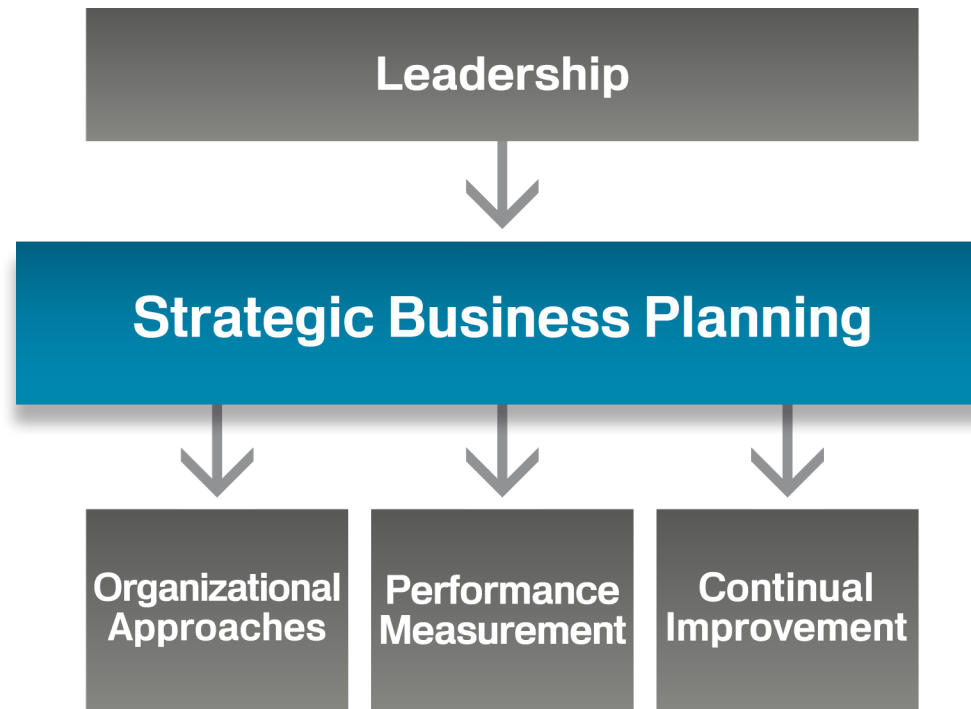 Leadership
Strategic Business Planning
Organizational
Approaches
Performance
Measurement
Continual
Improvement